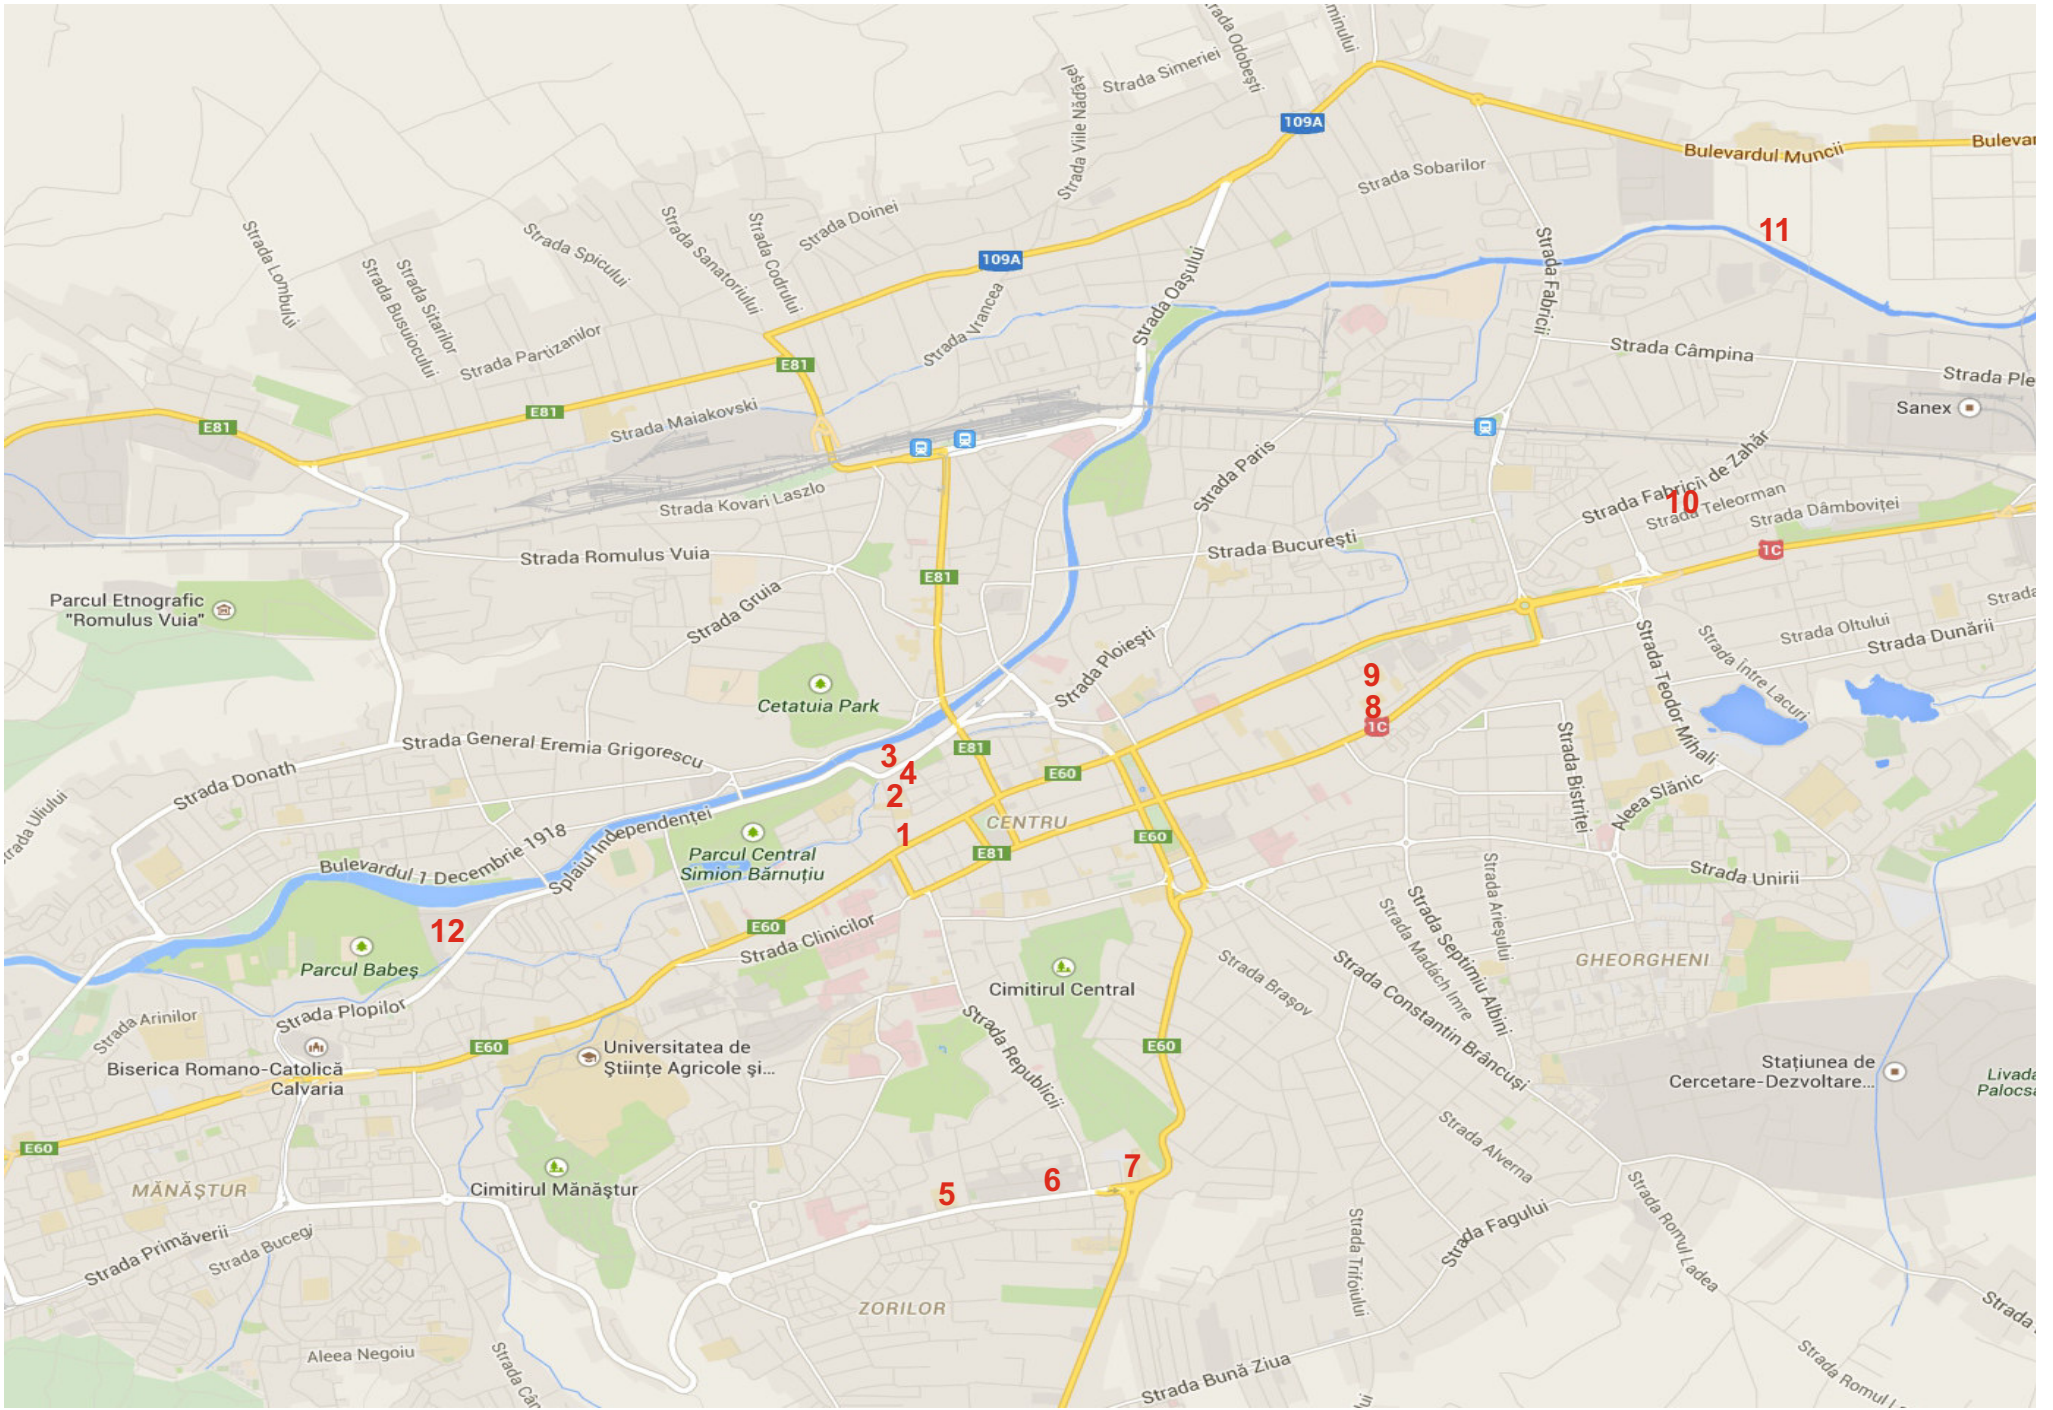 Strada Odobești
minului
Strada Simeriei
Strada Viile Nădășel
109A
Bulevardul Muncii
Bulevar
Strada Sobarilor
Strada Doinei
Strada Codrului
Strada Sanatoriului
Strada Spicului
Strada Lombului
Strada Sitarilor
Strada Busuiocului
109A
11
Strada Oașului
Strada Fabricii
Strada Vrancea
Strada Partizanilor
E81
Strada Câmpina
Strada Ple
E81
E81
Strada Maiakovski
Sanex
Strada Paris
Strada Kovari Laszlo
Strada Fabricii de Zahăr
10
Strada Teleorman
Strada Dâmboviței
Strada București
1C
Strada Romulus Vuia
E81
Parcul Etnografic
"Romulus Vuia"
Strada Gruia
Strada
Strada Oltului
Strada Dunării
Strada Ploiești
Strada Între Lacuri
Strada Teodor Mihali
9
8
1C
Cetatuia Park
Strada General Eremia Grigorescu
3
4
2
1
E81
E60
Strada Donath
Strada Bistriței
Aleea Slănic
CENTRU
E60
E81
Splaiul Independenței
Parcul Central
Simion Bărnuțiu
Bulevardul 1 Decembrie 1918
Strada Unirii
Strada Arieșului
Strada Septimiu Albini
Strada Madách Imre
12
E60
Strada Clinicilor
Parcul Babeș
Cimitirul Central
Strada Brașov
Strada Constantin Brâncuși
GHEORGHENI
Strada Plopilor
Strada Arinilor
Strada Republicii
E60
E60
Universitatea de
Științe Agricole și...
Biserica Romano-Catolică
Calvaria
Stațiunea de
Cercetare-Dezvoltare...
Livada
Palocsa
E60
Strada Alverna
MĂNĂȘTUR
Cimitirul Mănăștur
5
6
7
Strada Primăverii
Strada Bucegi
Strada Trifoiului
Strada Fagului
Strada Romul Ladea
ZORILOR
Strada
Aleea Negoiu
Strada Bună Ziua
Strada Romul L